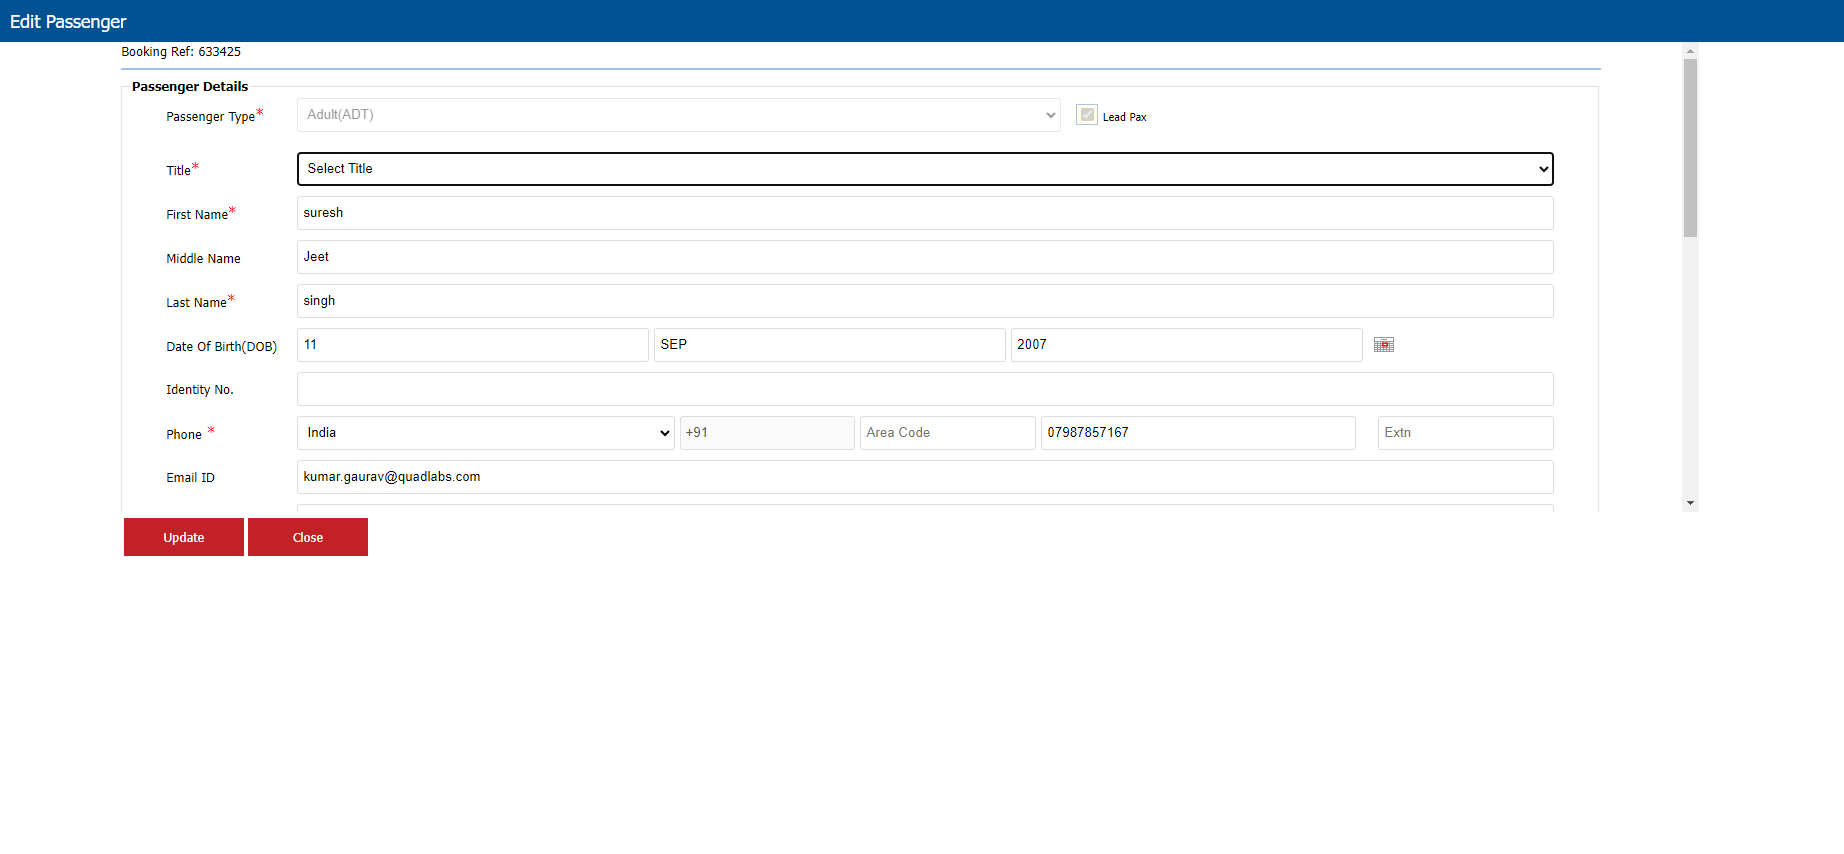 Edit Passenger
Booking Ref: 633425
Passenger Details
Passenger Type* Adult(ADT) Lead Pax
Title* Select Title
First Name* suresh
Middle Name Jeet
Last Name* singh
Date Of Birth(DOB) 11 SEP 2007
Identity No.
Phone * India +91 Area Code 07987857167 Extn
Email ID kumar.gaurav@quadlabs.com
Update Close